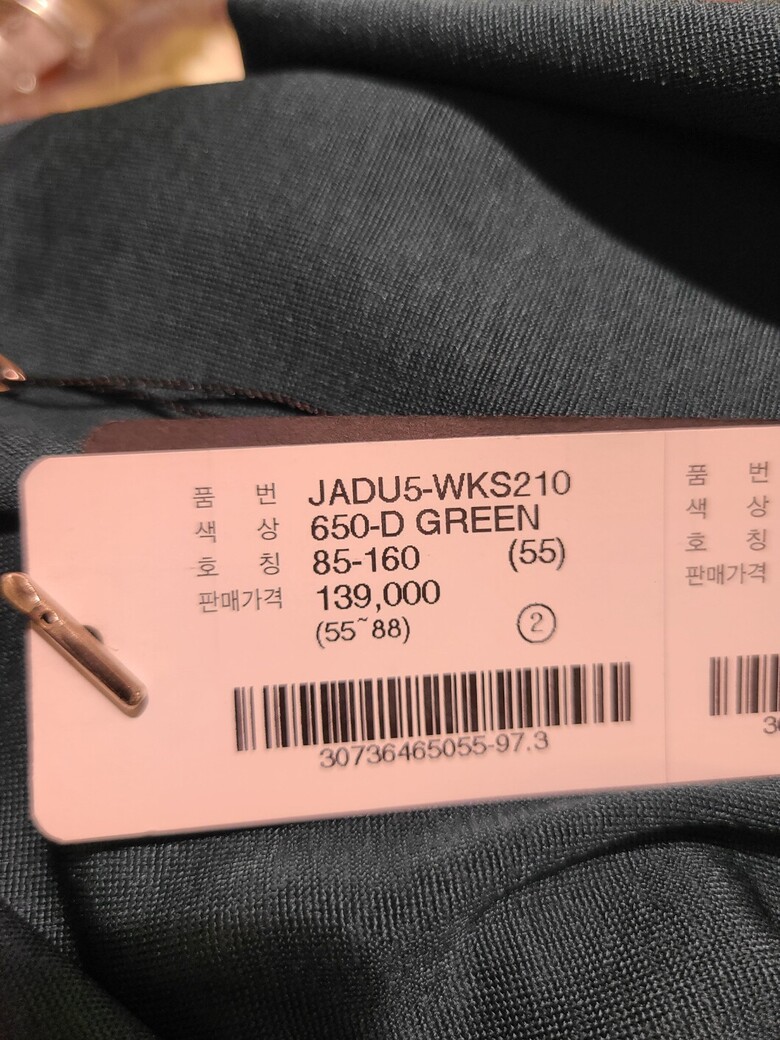 품 번 JADU5-WKS210
색 상 650-D GREEN
호 칭 85-160 (55)
판매가격 139,000
(55~88) 2
30736465055-97.3
품 번
색 상
호 칭
판매가격